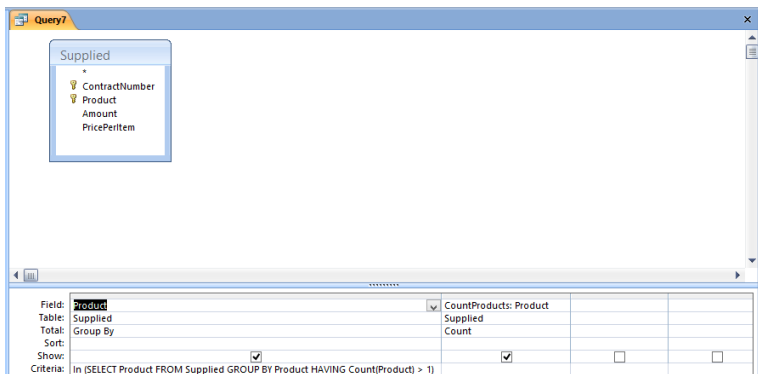 Query7
Supplied
*
ContractNumber
Product
Amount
PricePerItem
Field: Product CountProducts: Product
Table: Supplied Supplied
Total: Group By Count
Sort:
Show:
Criteria: In (SELECT Product FROM Supplied GROUP BY Product HAVING Count(Product) > 1)